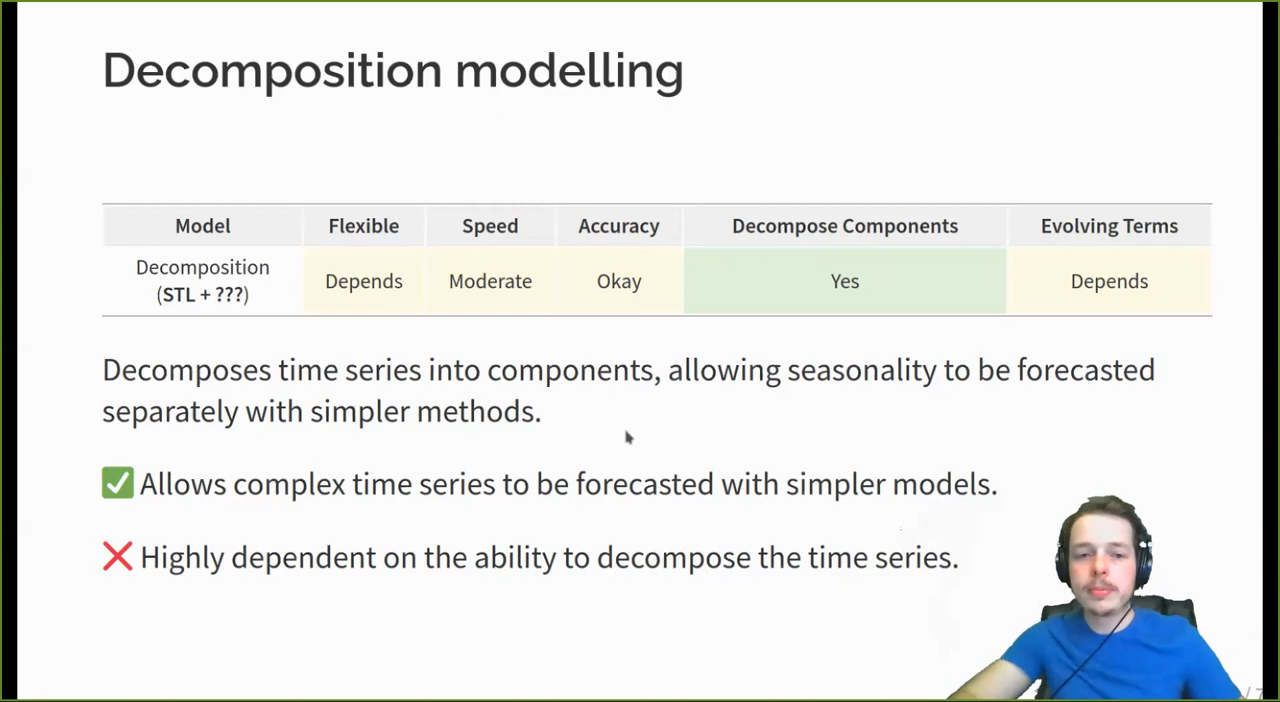 Decomposition modelling
Model Flexible Speed Accuracy Decompose Components Evolving Terms
Decomposition
(STL + ???) Depends Moderate Okay Yes Depends
Decomposes time series into components, allowing seasonality to be forecasted
separately with simpler methods.
✅ Allows complex time series to be forecasted with simpler models.
❌ Highly dependent on the ability to decompose the time series.